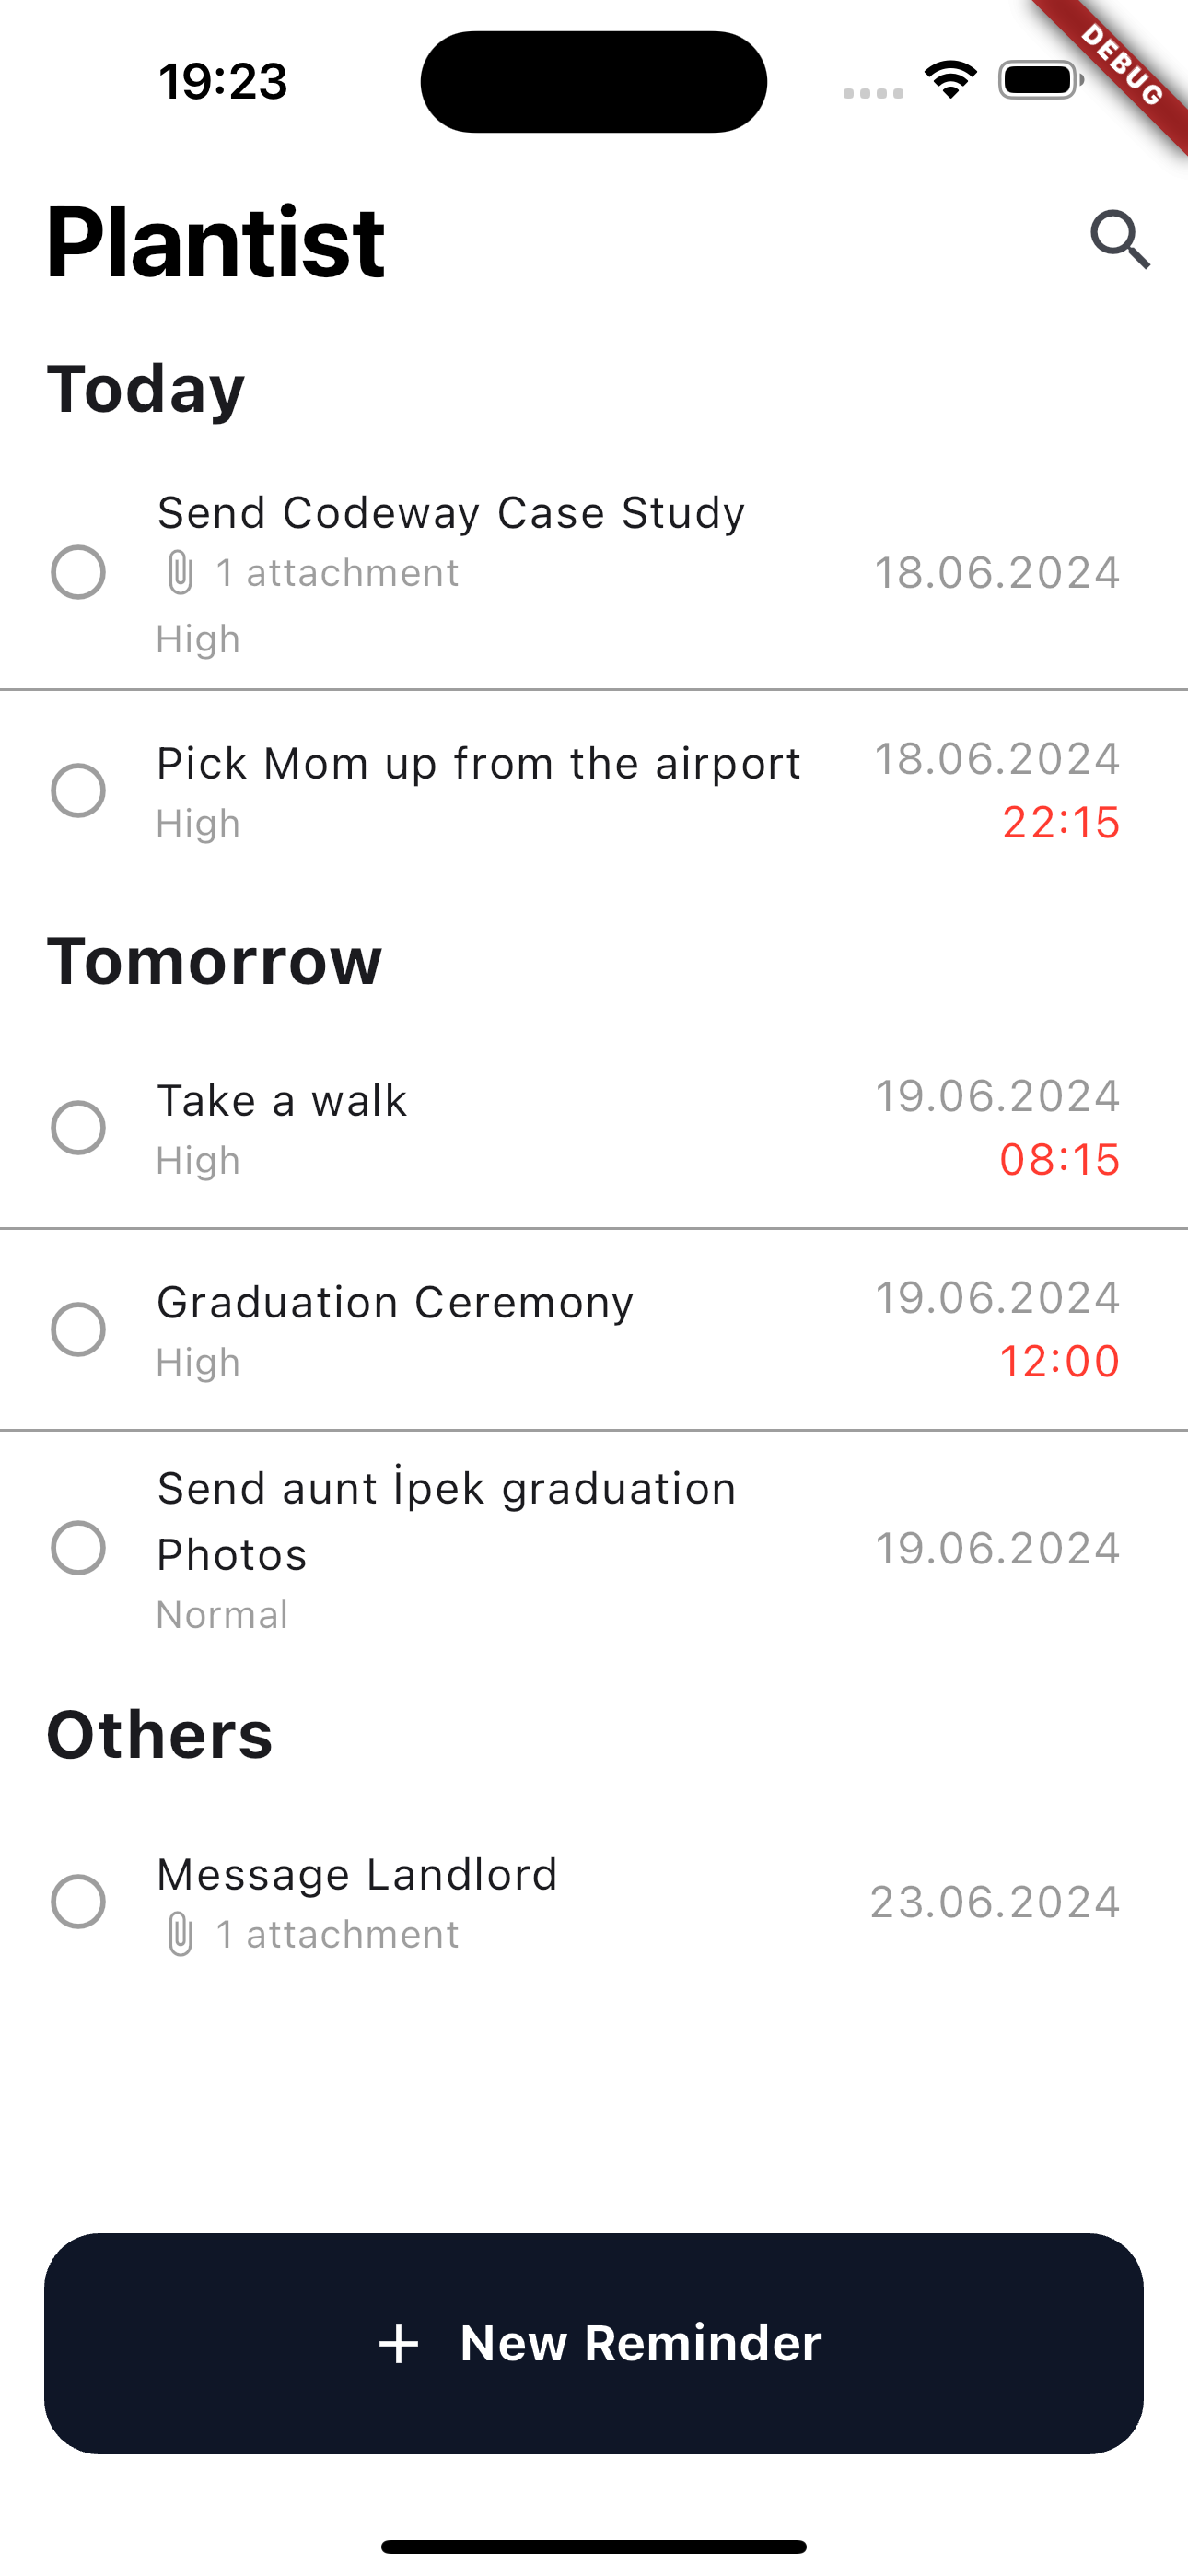 19:23
DEBUG
Plantist
Today
Send Codeway Case Study
1 attachment
18.06.2024
High
Pick Mom up from the airport
18.06.2024
High
22:15
Tomorrow
Take a walk
19.06.2024
High
08:15
Graduation Ceremony
19.06.2024
High
12:00
Send aunt İpek graduation
Photos
19.06.2024
Normal
Others
Message Landlord
23.06.2024
1 attachment
+ New Reminder